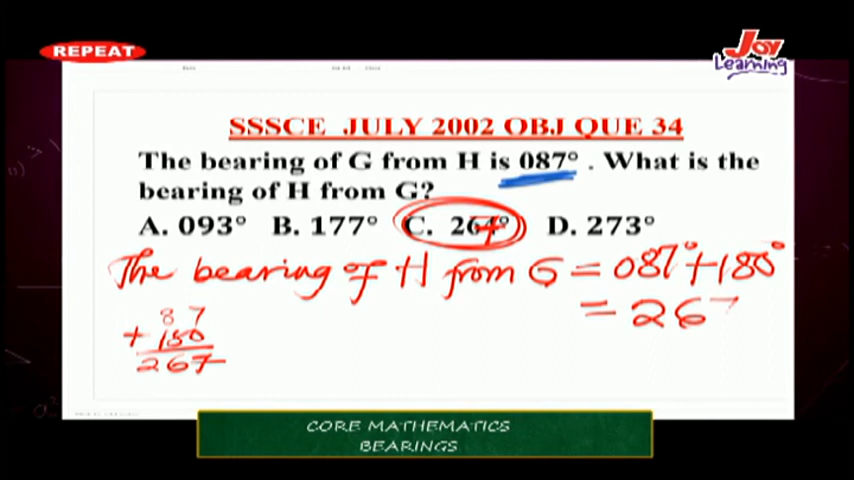 REPEAT
Joy Learning
SSSCE JULY 2002 OBJ QUE 34
The bearing of G from H is 087° . What is the
bearing of H from G?
A. 093° B. 177° C. 267° D. 273°
The bearing of H from G = 087° + 180°
= 267
87
+ 180
267
CORE MATHEMATICS
BEARINGS